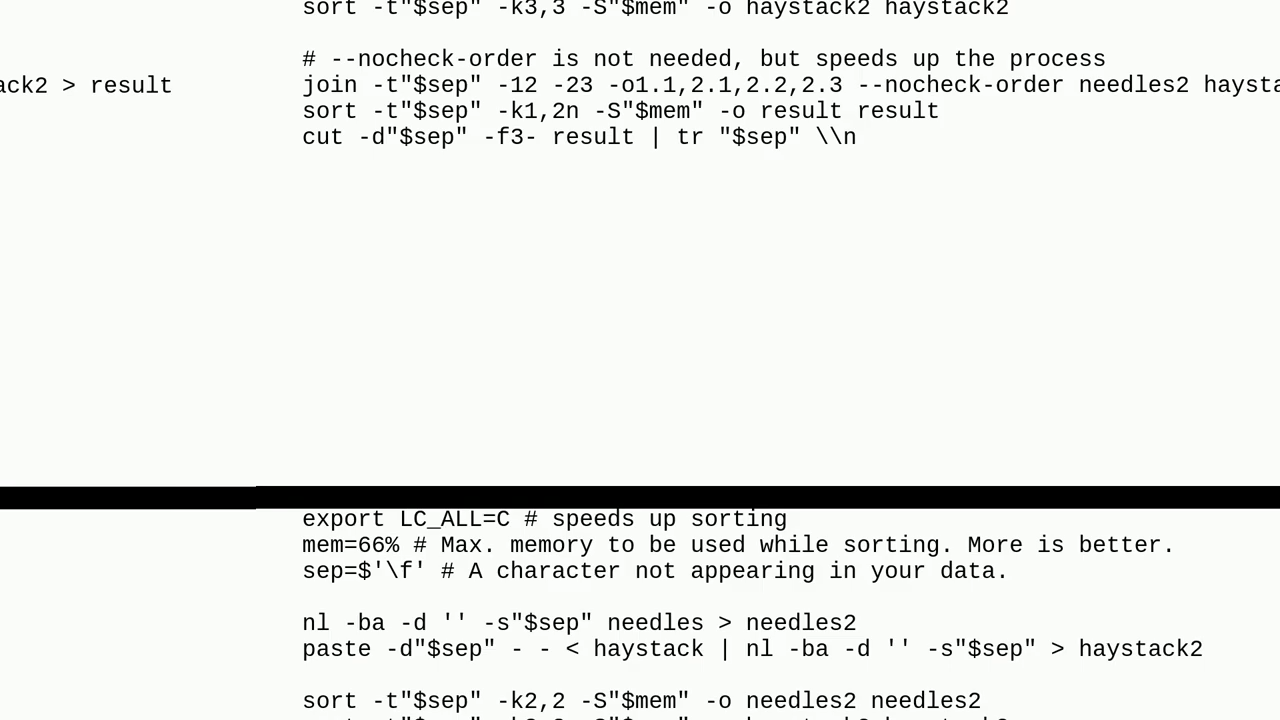 sort -t"$sep" -k3,3 -S"$mem" -o haystack2 haystack2
# --nocheck-order is not needed, but speeds up the process
ack2 > result
join -t"$sep" -12 -23 -o1.1,2.1,2.2,2.3 --nocheck-order needles2 haysta
sort -t"$sep" -k1,2n -S"$mem" -o result result
cut -d"$sep" -f3- result | tr "$sep" \\n
export LC_ALL=C # speeds up sorting
mem=66% # Max. memory to be used while sorting. More is better.
sep=$'\f' # A character not appearing in your data.
nl -ba -d '' -s"$sep" needles > needles2
paste -d"$sep" - - < haystack | nl -ba -d '' -s"$sep" > haystack2
sort -t"$sep" -k2,2 -S"$mem" -o needles2 needles2